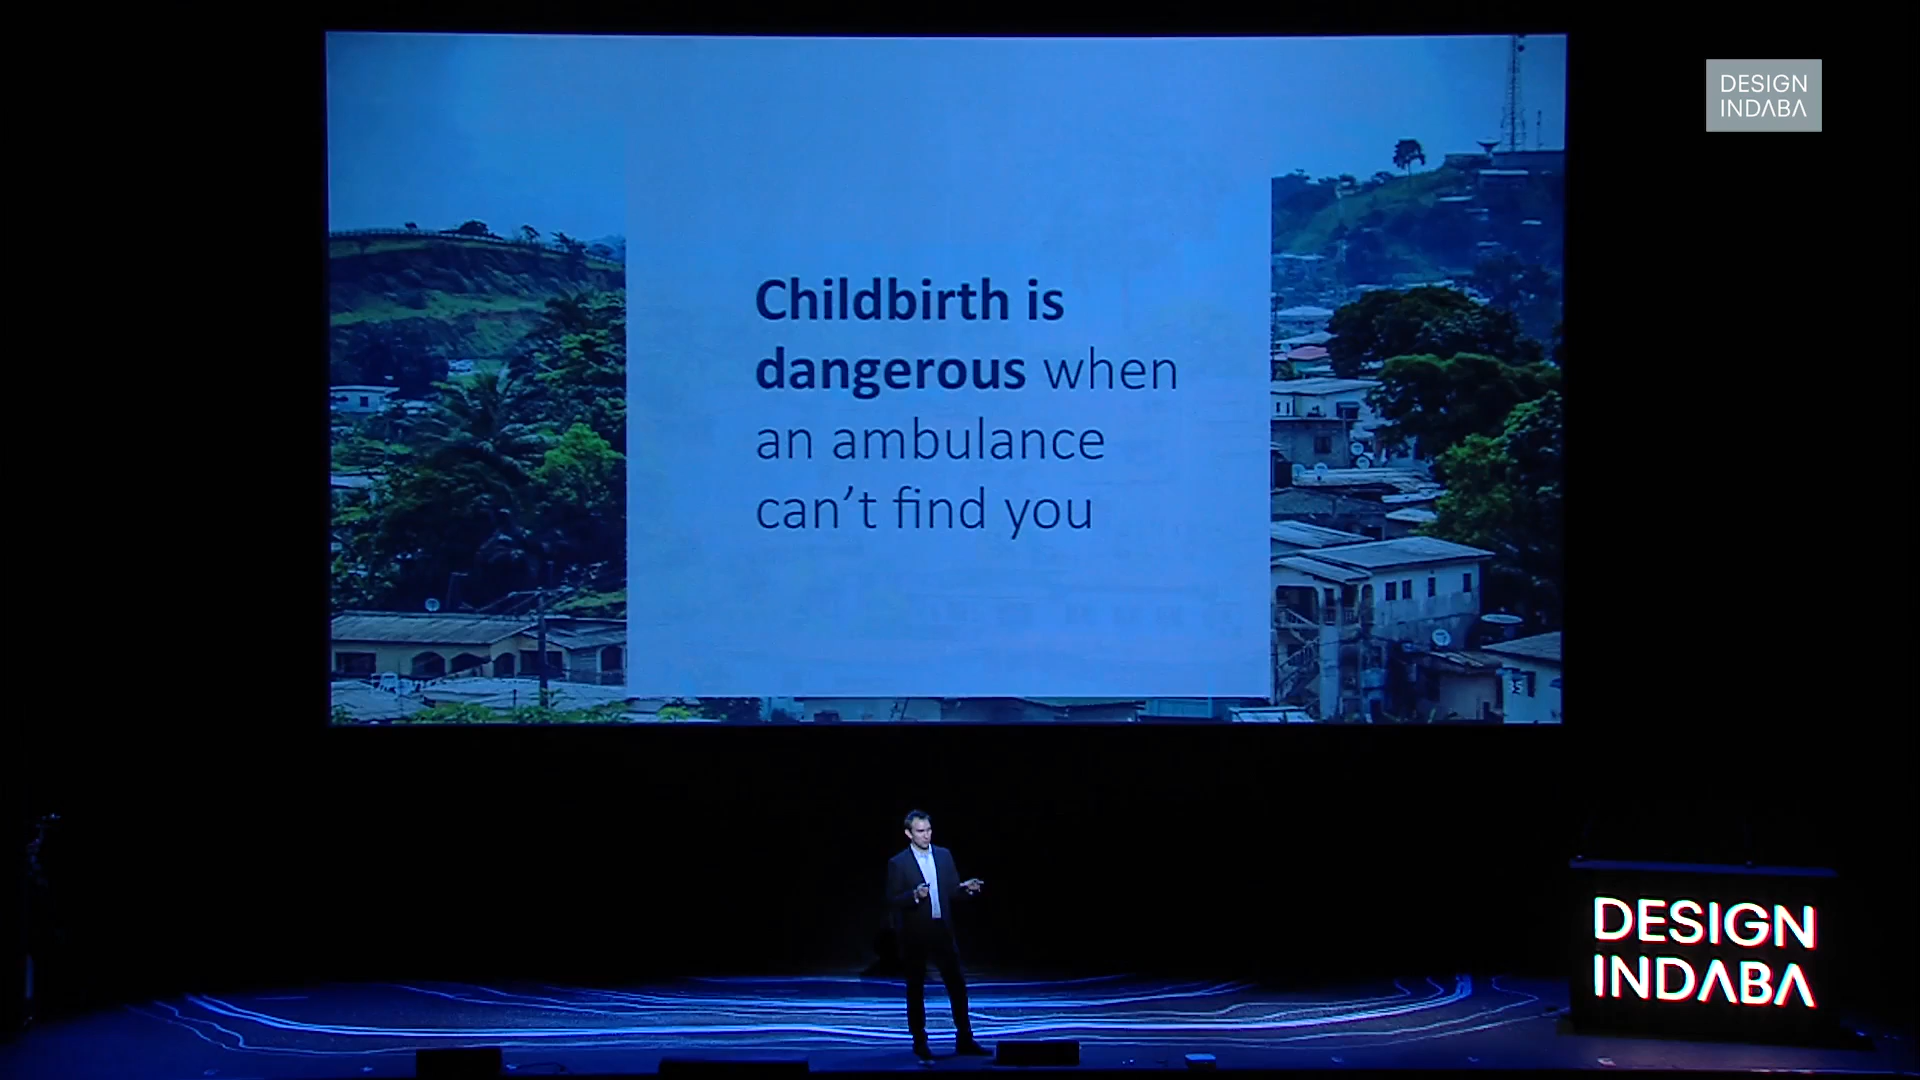 DESIGN
INDABA
Childbirth is
dangerous when
an ambulance
can't find you
DESIGN
INDABA